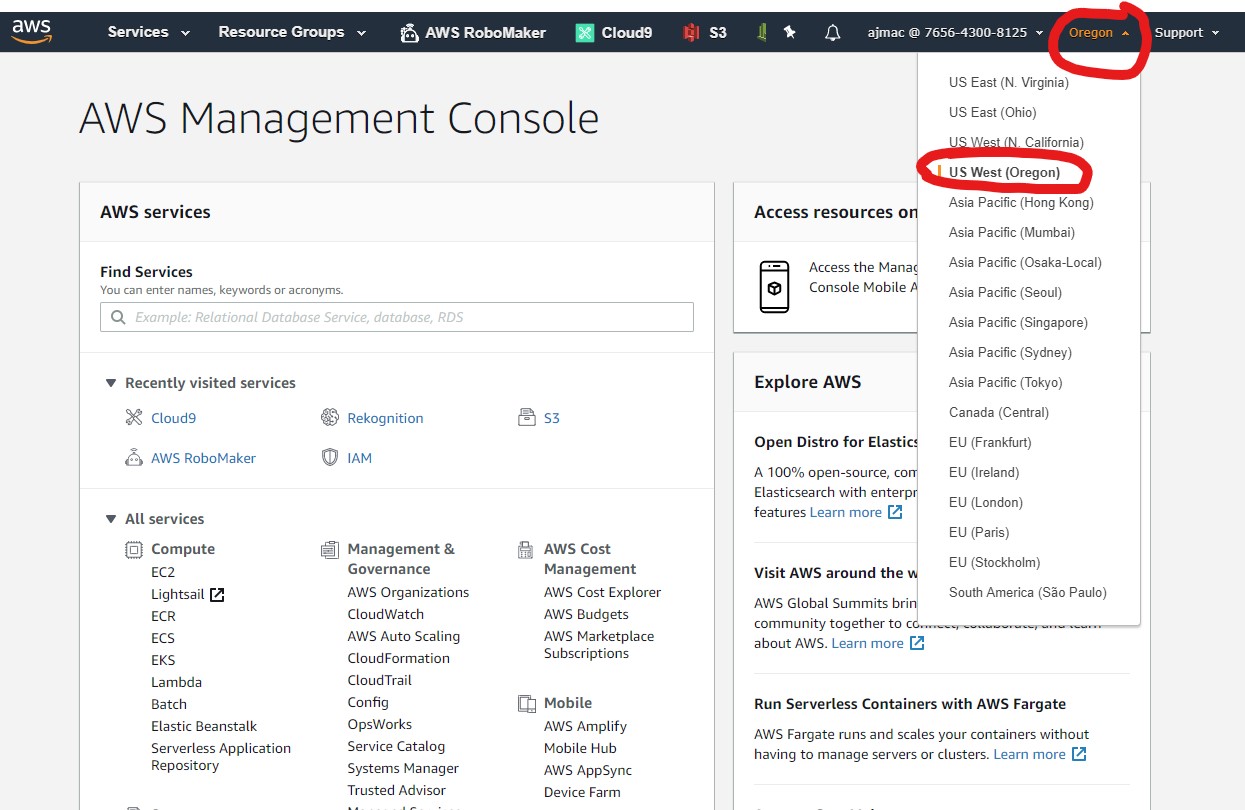 aws
Services
Resource Groups
AWS RoboMaker
Cloud9
S3
ajmac @ 7656-4300-8125
Oregon
Support
AWS Management Console
US East (N. Virginia)
US East (Ohio)
US West (N. California)
US West (Oregon)
Asia Pacific (Hong Kong)
Asia Pacific (Mumbai)
Asia Pacific (Osaka-Local)
Asia Pacific (Seoul)
Asia Pacific (Singapore)
Asia Pacific (Sydney)
Asia Pacific (Tokyo)
Canada (Central)
EU (Frankfurt)
EU (Ireland)
EU (London)
EU (Paris)
EU (Stockholm)
South America (São Paulo)
AWS services
Find Services
You can enter names, keywords or acronyms.
Example: Relational Database Service, database, RDS
Recently visited services
Cloud9
Rekognition
S3
AWS RoboMaker
IAM
All services
Compute
EC2
Lightsail
ECR
ECS
EKS
Lambda
Batch
Elastic Beanstalk
Serverless Application
Repository
Management &
Governance
AWS Organizations
CloudWatch
AWS Auto Scaling
CloudFormation
CloudTrail
Config
OpsWorks
Service Catalog
Systems Manager
Trusted Advisor
AWS Cost
Management
AWS Cost Explorer
AWS Budgets
AWS Marketplace
Subscriptions
Mobile
AWS Amplify
Mobile Hub
AWS AppSync
Device Farm
Access resources on
Access the Manag
Console Mobile A
Explore AWS
Open Distro for Elastics
A 100% open-source, com
Elasticsearch with enterpr
features Learn more
Visit AWS around the w
AWS Global Summits brin
community together to connect, collaborate, and learn
about AWS. Learn more
Run Serverless Containers with AWS Fargate
AWS Fargate runs and scales your containers without
having to manage servers or clusters. Learn more